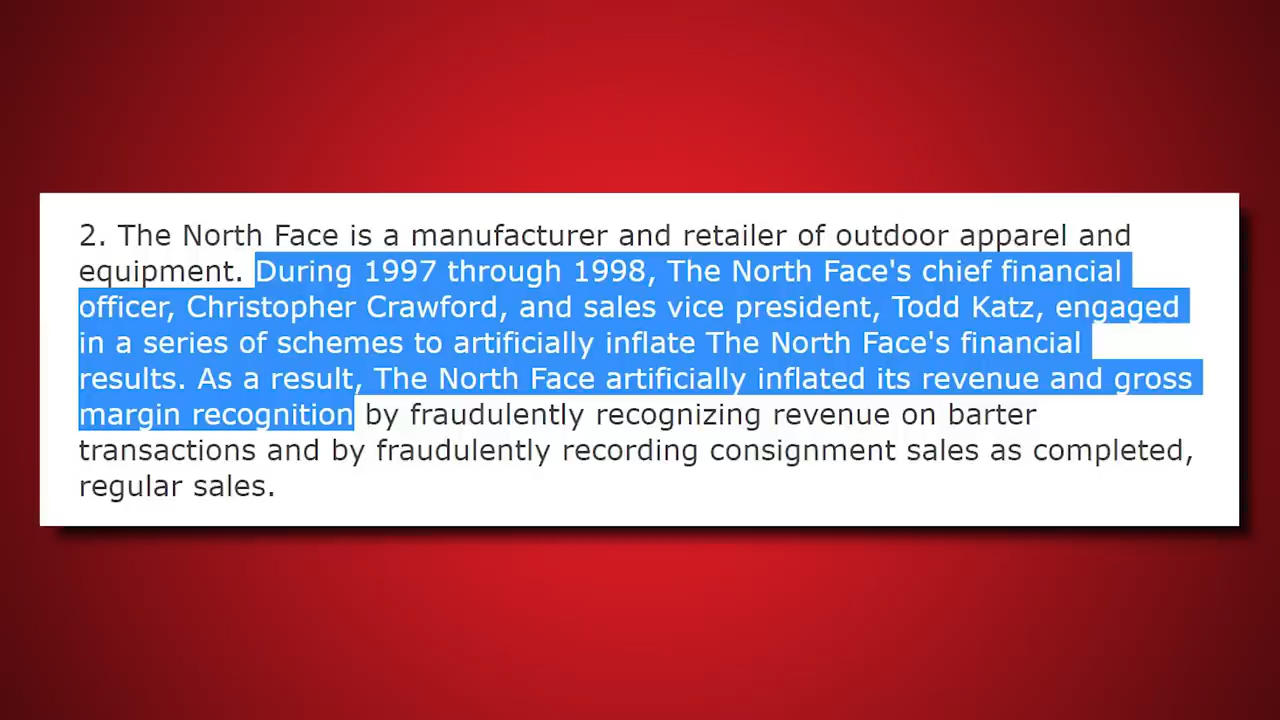 2. The North Face is a manufacturer and retailer of outdoor apparel and
equipment. During 1997 through 1998, The North Face's chief financial
officer, Christopher Crawford, and sales vice president, Todd Katz, engaged
in a series of schemes to artificially inflate The North Face's financial
results. As a result, The North Face artificially inflated its revenue and gross
margin recognition by fraudulently recognizing revenue on barter
transactions and by fraudulently recording consignment sales as completed,
regular sales.